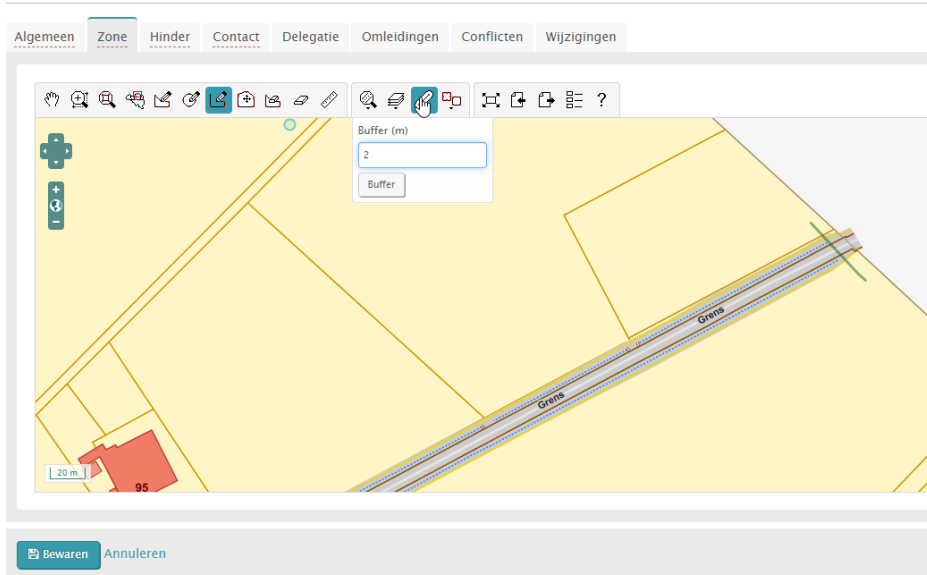 Algemeen Zone Hinder Contact Delegatie Omleidingen Conflicten Wijzigingen
?
Buffer (m)
2
Buffer
+
−
Grens
Grens
20 m
95
Bewaren Annuleren